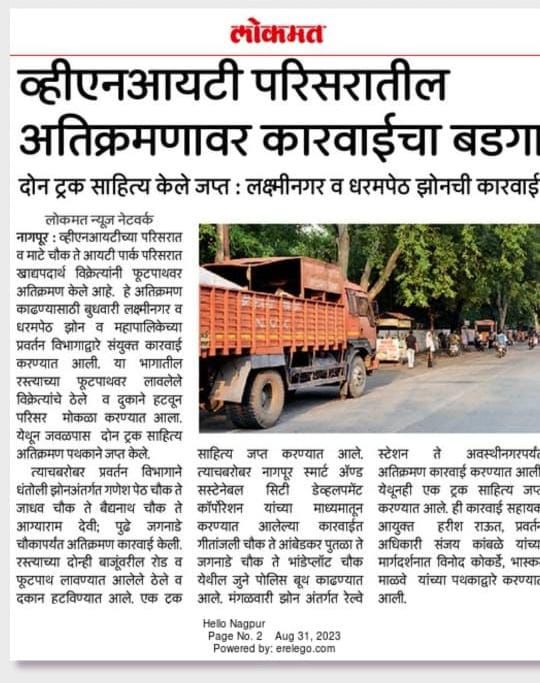 लोकमत
व्हीएनआयटी परिसरातील
अतिक्रमणावर कारवाईचा बडगा
दोन ट्रक साहित्य केले जप्त : लक्ष्मीनगर व धरमपेठ झोनची कारवाई
लोकमत न्यूज नेटवर्क
नागपूर : व्हीएनआयटीच्या परिसरात
व माटे चौक ते आयटी पार्क परिसरात
खाद्यपदार्थ विक्रेत्यांनी फूटपाथवर
अतिक्रमण केले आहे. हे अतिक्रमण
काढण्यासाठी बुधवारी लक्ष्मीनगर व
धरमपेठ झोन व महापालिकेच्या
प्रवर्तन विभागाद्वारे संयुक्त कारवाई
करण्यात आली. या भागातील
रस्त्याच्या फूटपाथवर लावलेले
विक्रेत्यांचे ठेले व दुकाने हटवून
परिसर मोकळा करण्यात आला.
येथून जवळपास दोन ट्रक साहित्य
अतिक्रमण पथकाने जप्त केले.
त्याचबरोबर प्रवर्तन विभागाने
धंतोली झोनअंतर्गत गणेश पेठ चौक ते
जाधव चौक ते बैद्यनाथ चौक ते
आग्याराम देवी; पुढे जगनाडे
चौकापर्यंत अतिक्रमण कारवाई केली.
रस्त्याच्या दोन्ही बाजूंवरील रोड व
फूटपाथ लावण्यात आलेले ठेले व
दुकान हटविण्यात आले. एक ट्रक
साहित्य जप्त करण्यात आले.
त्याचबरोबर नागपूर स्मार्ट ॲण्ड
सस्टेनेबल सिटी डेव्हलपमेंट
कॉर्पोरेशन यांच्या माध्यमातून
करण्यात आलेल्या कारवाईत
गीतांजली चौक ते आंबेडकर पुतळा ते
जगनाडे चौक ते भांडेप्लॉट चौक
येथील जुने पोलिस बूथ काढण्यात
आले. मंगळवारी झोन अंतर्गत रेल्वे
स्टेशन ते अवस्थीनगरपर्यंत
अतिक्रमण कारवाई करण्यात आली.
येथूनही एक ट्रक साहित्य जप्त
करण्यात आले. ही कारवाई सहायक
आयुक्त हरीश राऊत, प्रवर्तन
अधिकारी संजय कांबळे यांच्या
मार्गदर्शनात विनोद कोकर्डे, भास्कर
माळवे यांच्या पथकाद्वारे करण्यात
आली.
Hello Nagpur
Page No. 2 Aug 31, 2023
Powered by: erelego.com